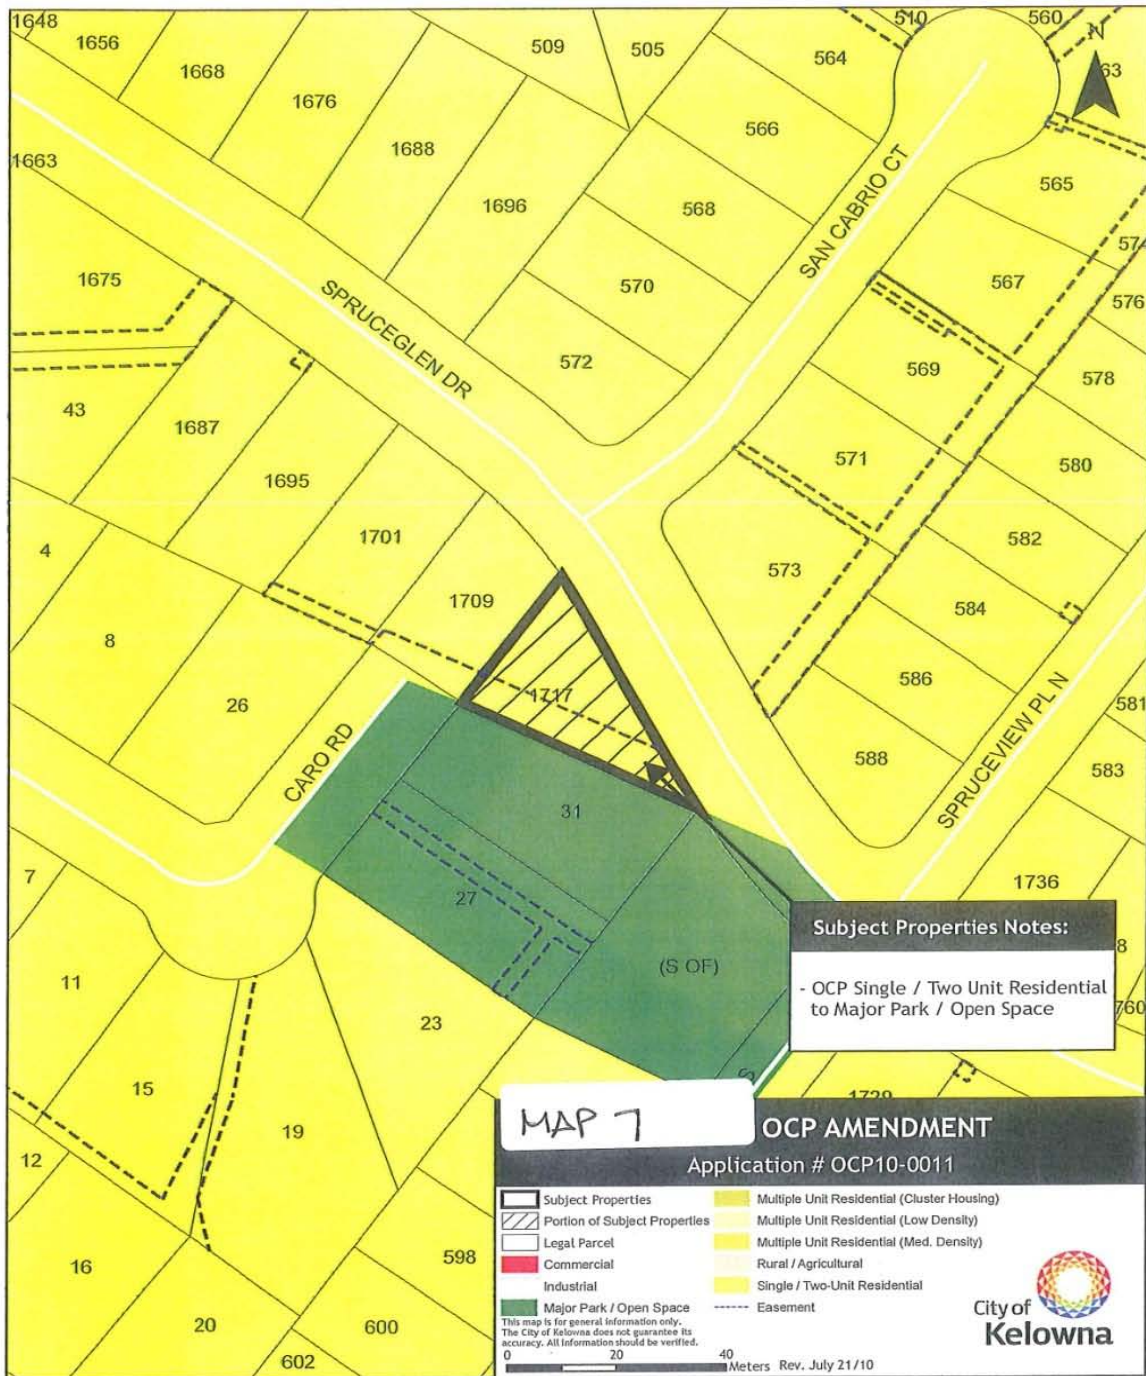 1648
1656
1668
1676
1688
1696
509
505
564
510
560
N
63
566
568
570
572
SAN CABRIO CT
565
574
567
576
569
578
571
580
582
573
584
586
588
581
583
SPRUCEVIEW PL N
1663
1675
SPRUCEGLEN DR
43
1687
1695
1701
1709
1717
4
8
26
CARO RD
31
27
(S OF)
7
11
15
12
16
19
23
20
598
600
602
1736
8
760
1729
S
Subject Properties Notes:
- OCP Single / Two Unit Residential
to Major Park / Open Space
MAP 7
OCP AMENDMENT
Application # OCP10-0011
Subject Properties
Portion of Subject Properties
Legal Parcel
Commercial
Industrial
Major Park / Open Space
Multiple Unit Residential (Cluster Housing)
Multiple Unit Residential (Low Density)
Multiple Unit Residential (Med. Density)
Rural / Agricultural
Single / Two-Unit Residential
Easement
This map is for general information only.
The City of Kelowna does not guarantee its
accuracy. All information should be verified.
0 20 40
Meters Rev. July 21/10
City of
Kelowna